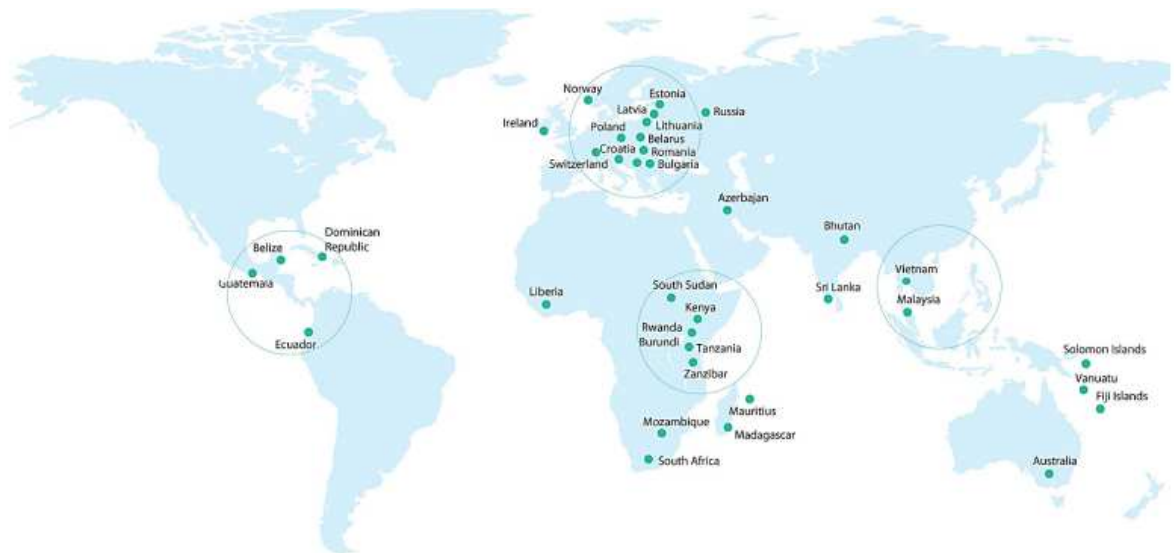 Norway
Estonia
Latvia
Russia
Ireland
Poland
Lithuania
Belarus
Croatia
Romania
Switzerland
Bulgaria
Azerbajan
Bhutan
Dominican
Republic
Belize
Guatemala
Ecuador
Liberia
South Sudan
Kenya
Rwanda
Burundi
Tanzania
Zanzibar
Sri Lanka
Vietnam
Malaysia
Solomon Islands
Vanuatu
Fiji Islands
Mauritius
Madagascar
Mozambique
South Africa
Australia